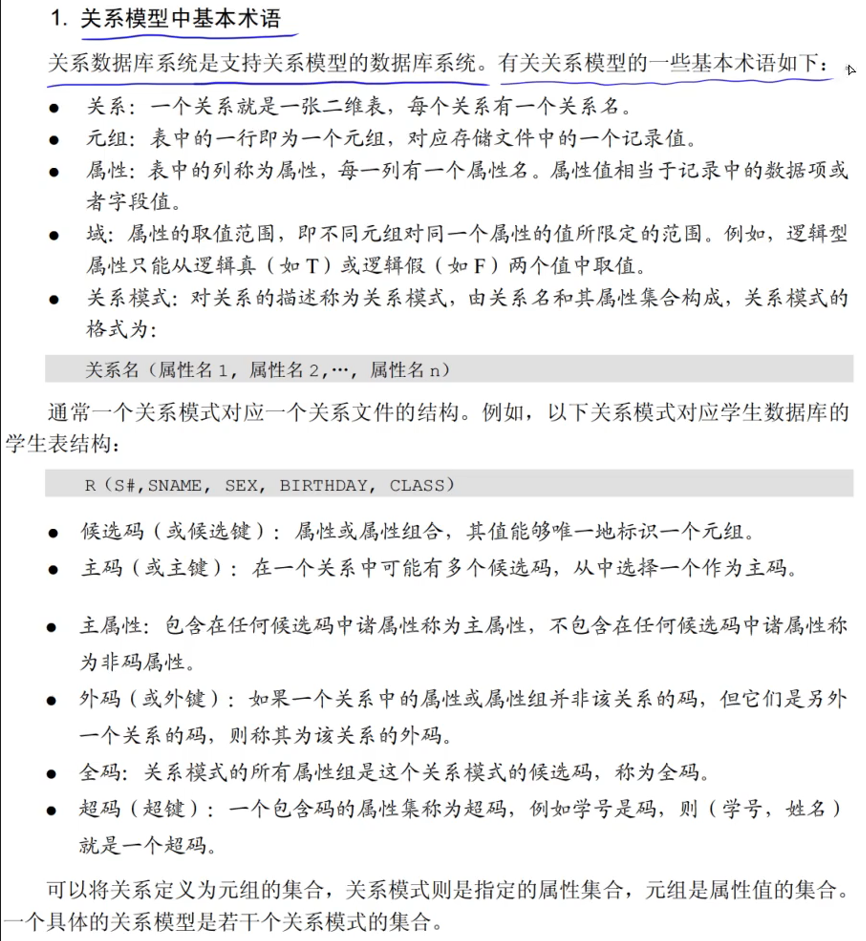 1. 关系模型中基本术语
关系数据库系统是支持关系模型的数据库系统。有关关系模型的一些基本术语如下：
● 关系：一个关系就是一张二维表，每个关系有一个关系名。
● 元组：表中的一行即为一个元组，对应存储文件中的一个记录值。
● 属性：表中的列称为属性，每一列有一个属性名。属性值相当于记录中的数据项或
者字段值。
● 域：属性的取值范围，即不同元组对同一个属性的值所限定的范围。例如，逻辑型
属性只能从逻辑真（如 T）或逻辑假（如 F）两个值中取值。
● 关系模式：对关系的描述称为关系模式，由关系名和其属性集合构成，关系模式的
格式为：
关系名（属性名 1, 属性名 2,…, 属性名 n）
通常一个关系模式对应一个关系文件的结构。例如，以下关系模式对应学生数据库的
学生表结构：
R（S#,SNAME, SEX, BIRTHDAY, CLASS）
● 候选码（或候选键）：属性或属性组合，其值能够唯一地标识一个元组。
● 主码（或主键）：在一个关系中可能有多个候选码，从中选择一个作为主码。
● 主属性：包含在任何候选码中诸属性称为主属性，不包含在任何候选码中诸属性称
为非码属性。
● 外码（或外键）：如果一个关系中的属性或属性组并非该关系的码，但它们是另外
一个关系的码，则称其为该关系的外码。
● 全码：关系模式的所有属性组是这个关系模式的候选码，称为全码。
● 超码（超键）：一个包含码的属性集称为超码，例如学号是码，则（学号，姓名）
就是一个超码。
可以将关系定义为元组的集合，关系模式则是指定的属性集合，元组是属性值的集合。
一个具体的关系模型是若干个关系模式的集合。